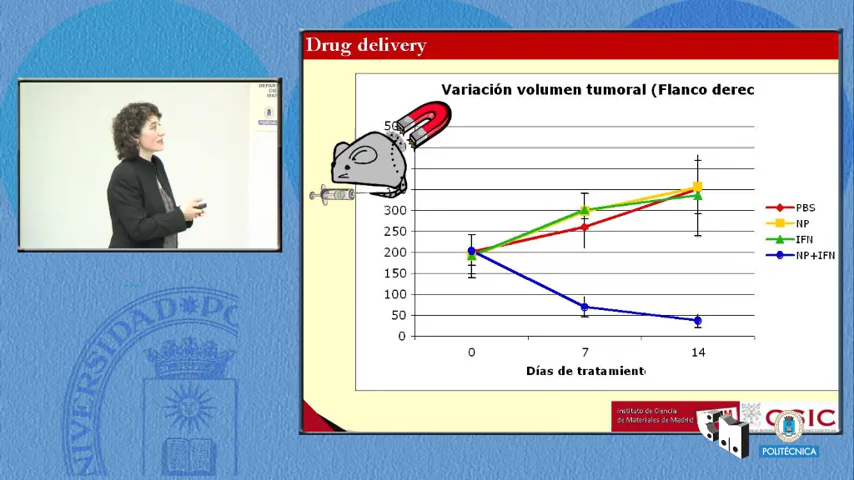 Drug delivery
Variación volumen tumoral (Flanco derec
300
250
200
150
100
50
0
0 7 14
Días de tratamient
PBS
NP
IFN
NP+IFN
Instituto de Ciencia
de Materiales de Madrid
CSIC
POLITÉCNICA